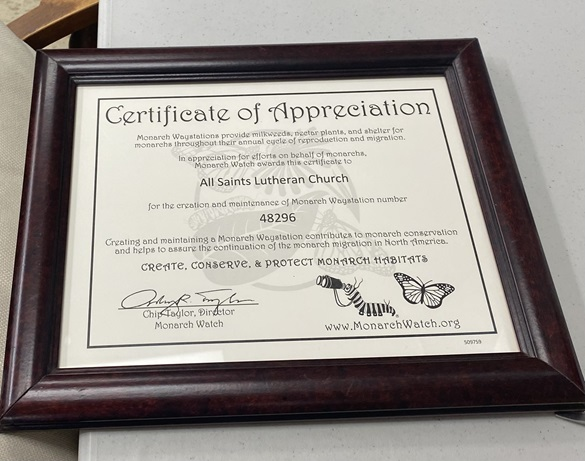 Certificate of Appreciation
Monarch Waystations provide milkweeds, nectar plants, and shelter for
monarchs throughout their annual cycle of reproduction and migration.
In appreciation for efforts on behalf of monarchs,
Monarch Watch awards this certificate to
All Saints Lutheran Church
for the creation and maintenance of Monarch Waystation number
48296
Creating and maintaining a Monarch Waystation contributes to monarch conservation
and helps to assure the continuation of the monarch migration in North America.
CREATE, CONSERVE, & PROTECT MONARCH HABITATS
Chip Taylor, Director
Monarch Watch
www.MonarchWatch.org
509759